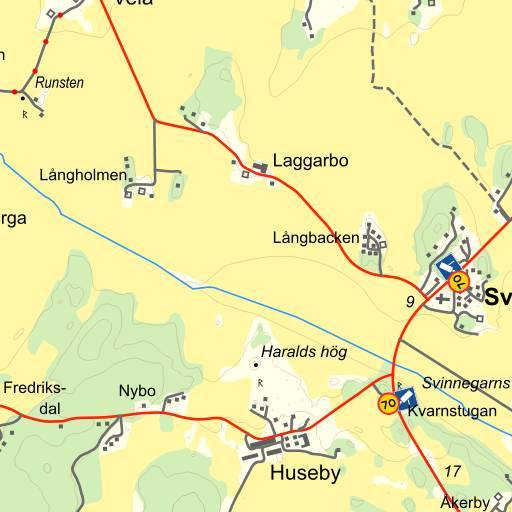 Vela
n
Runsten
R
Laggarbo
Långholmen
rga
Långbacken
70
9
Sv
Haralds hög
R
R
Fredriks-
dal
Nybo
Svinnegarns
70
Kvarnstugan
Huseby
17
Åkerby